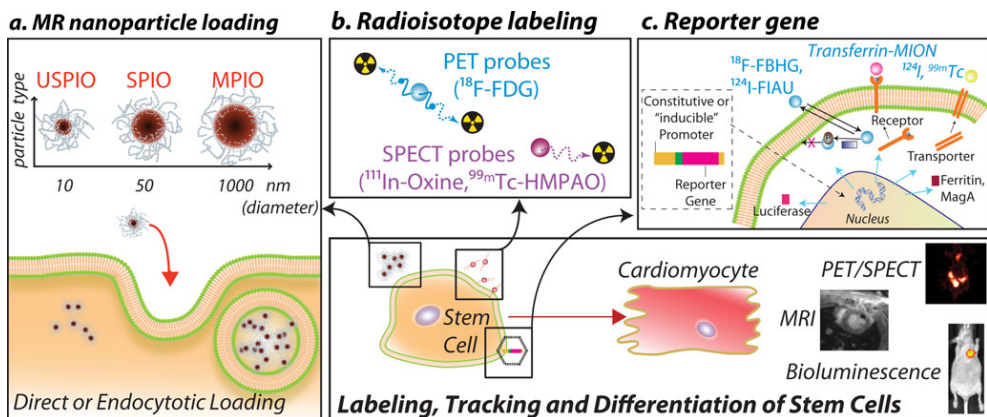 a. MR nanoparticle loading
USPIO SPIO MPIO
particle type
10 50 1000 nm
(diameter)
Direct or Endocytotic Loading
b. Radioisotope labeling
PET probes
(¹⁸F-FDG)
SPECT probes
(¹¹¹In-Oxine,⁹⁹ᵐTc-HMPAO)
c. Reporter gene
¹⁸F-FBHG,
¹²⁴I-FIAU
Transferrin-MION
¹²⁴I, ⁹⁹ᵐTc
Constitutive or
“inducible”
Promoter
Reporter
Gene
Receptor
P
Transporter
Ferritin,
MagA
Luciferase
Nucleus
Stem
Cell
Cardiomyocyte
PET/SPECT
MRI
Bioluminescence
Labeling, Tracking and Differentiation of Stem Cells